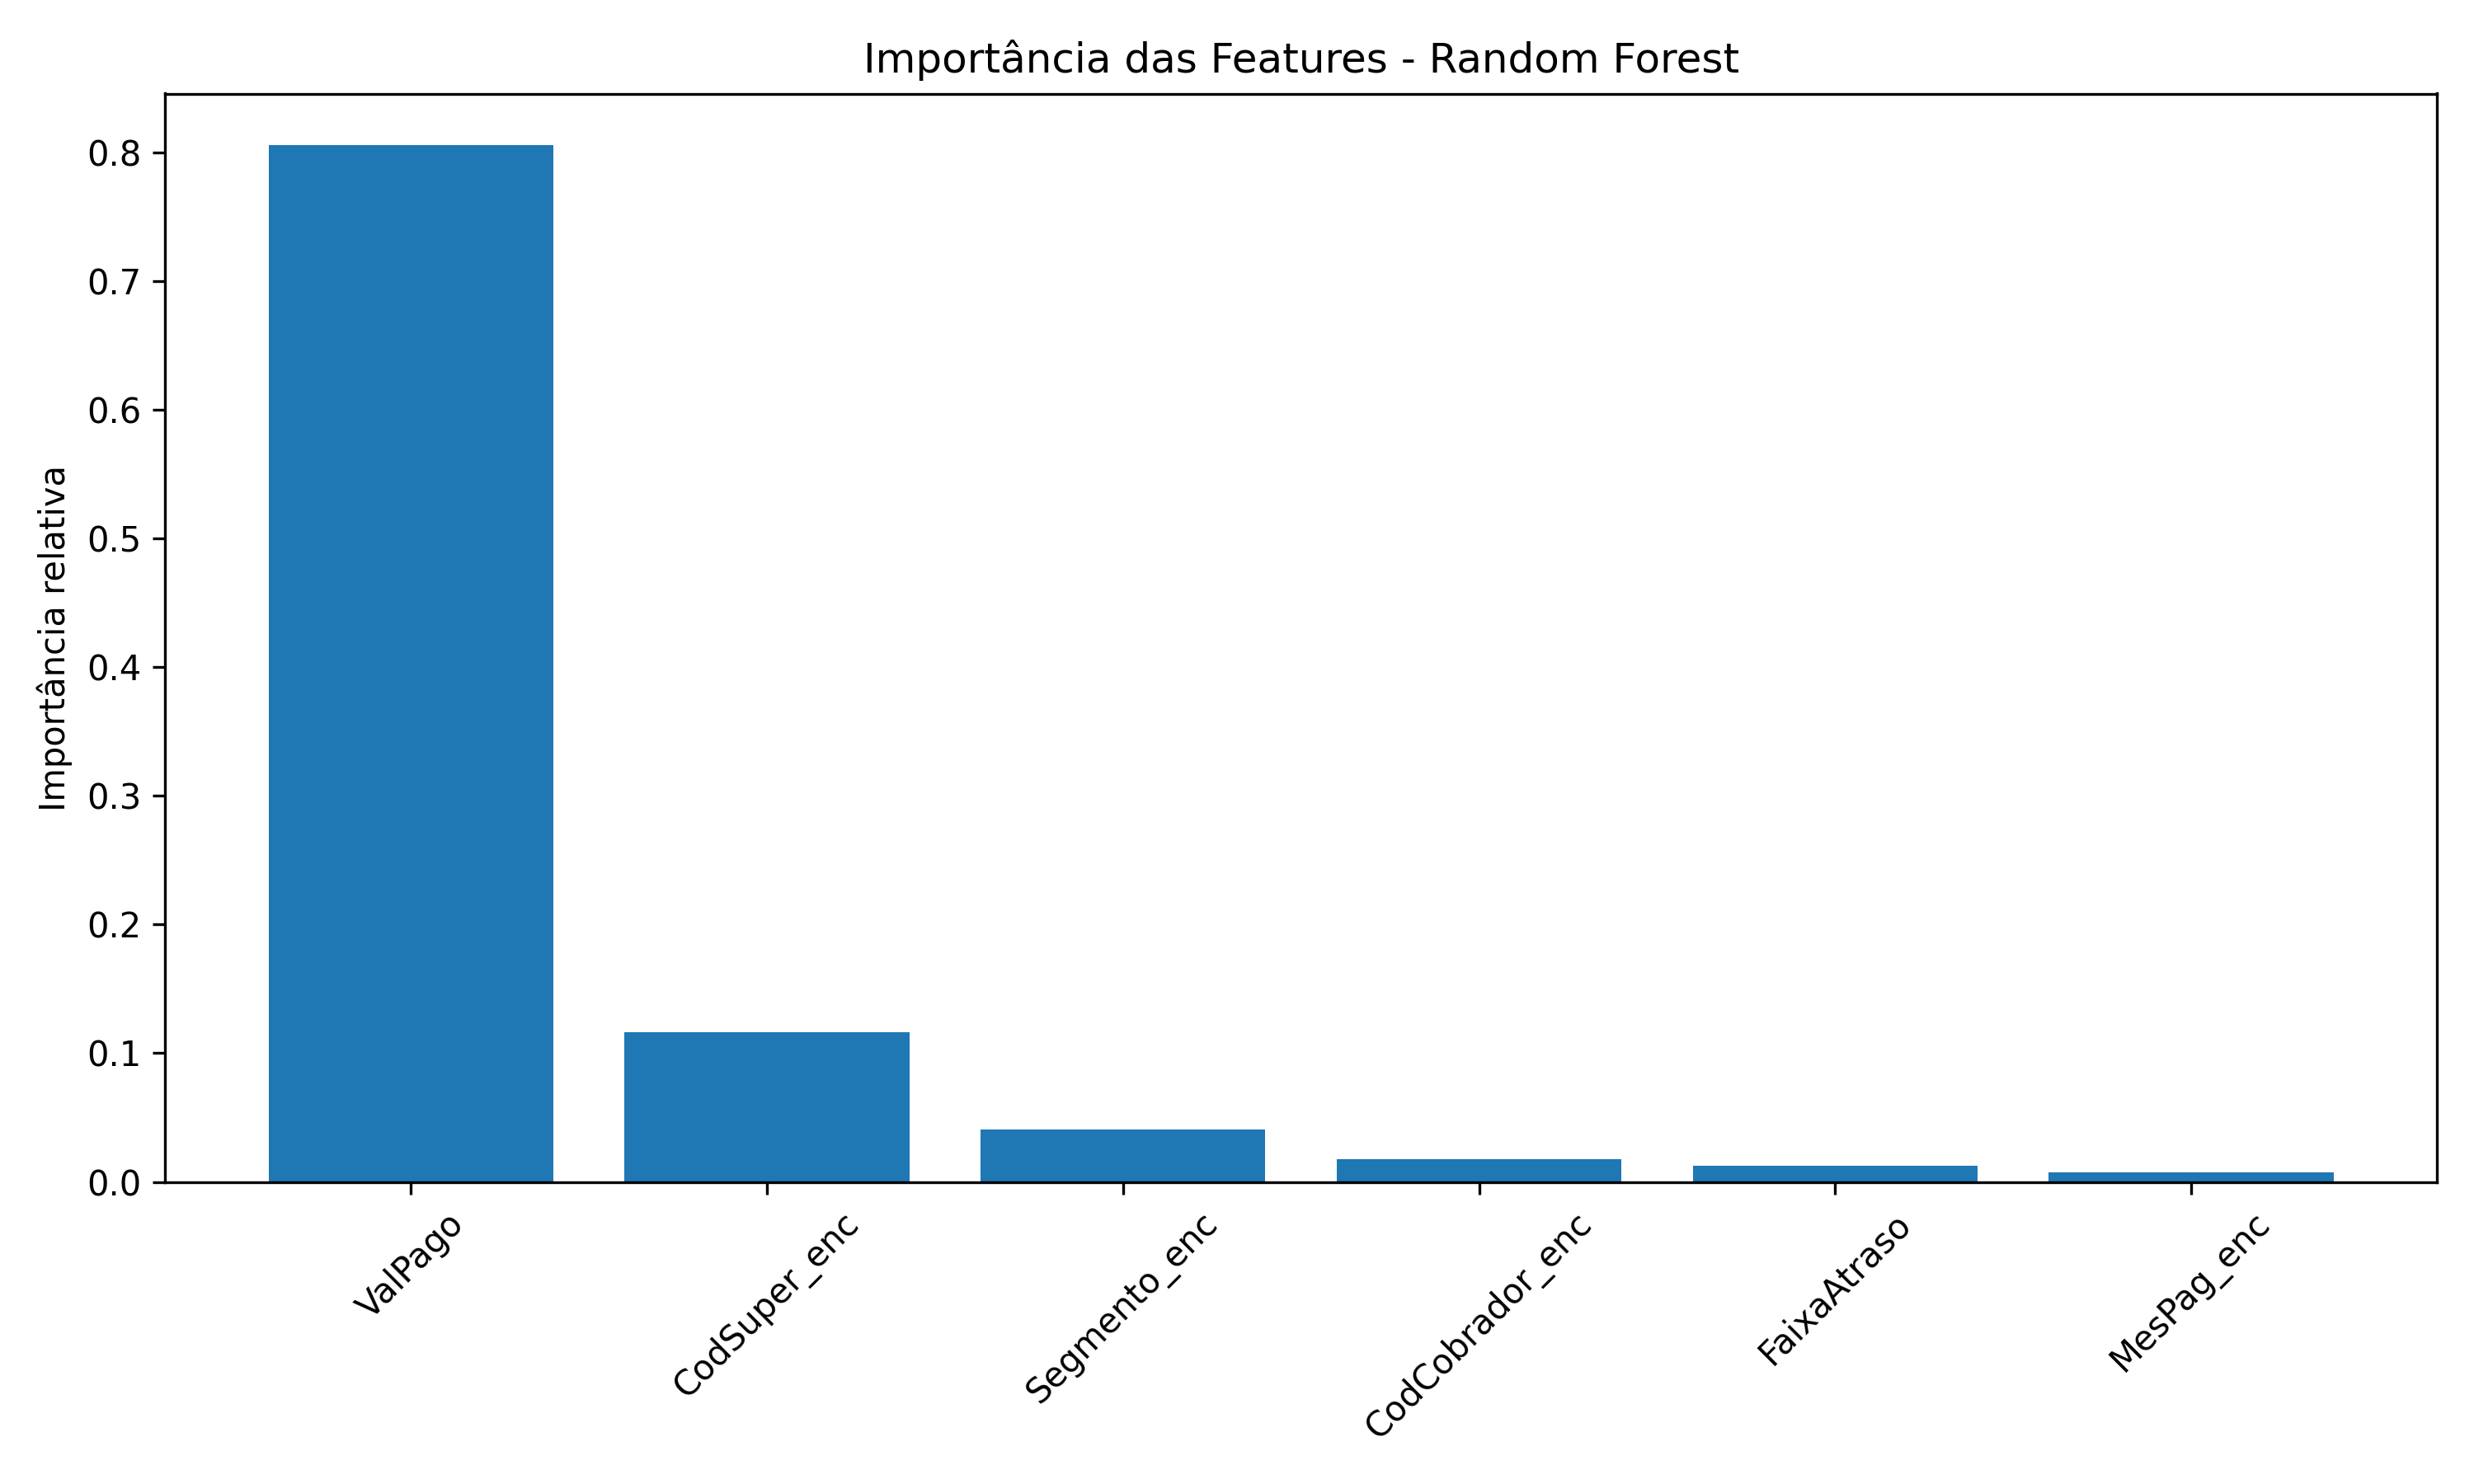 Importância das Features - Random Forest
Importância relativa
0.8
0.7
0.6
0.5
0.4
0.3
0.2
0.1
0.0
ValPago
CodSuper_enc
Segmento_enc
CodCobrador_enc
FaixaAtraso
MesPag_enc